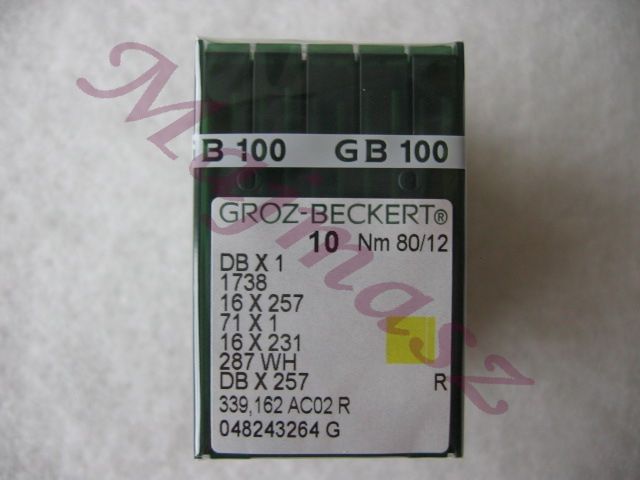 B 100 GB 100
GROZ-BECKERT®
10 Nm 80/12
DB X 1
1738
16 X 257
71 X 1
16 X 231
287 WH
DB X 257 R
339,162 AC02 R
048243264 G
Majmasz